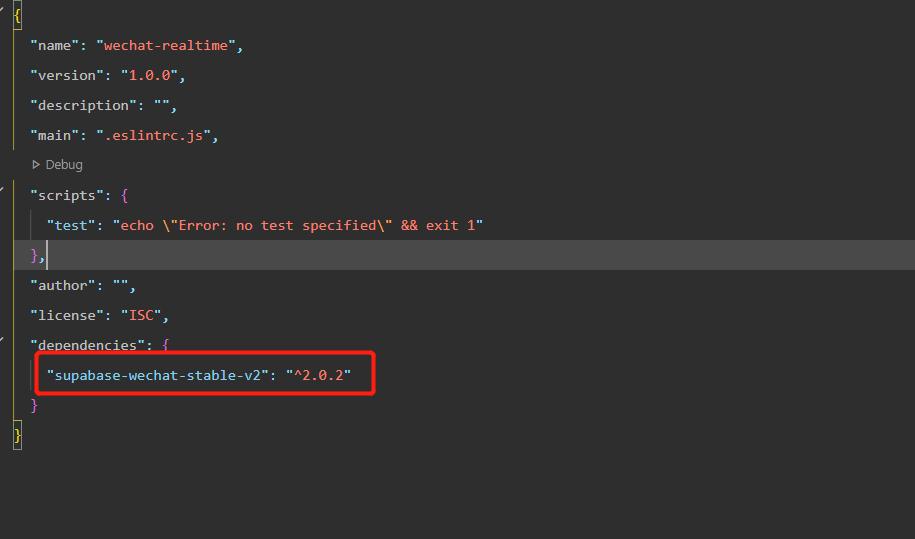 {
"name": "wechat-realtime",
"version": "1.0.0",
"description": "",
"main": ".eslintrc.js",
Debug
"scripts": {
"test": "echo \"Error: no test specified\" && exit 1"
},
"author": "",
"license": "ISC",
"dependencies": {
"supabase-wechat-stable-v2": "^2.0.2"
}
}